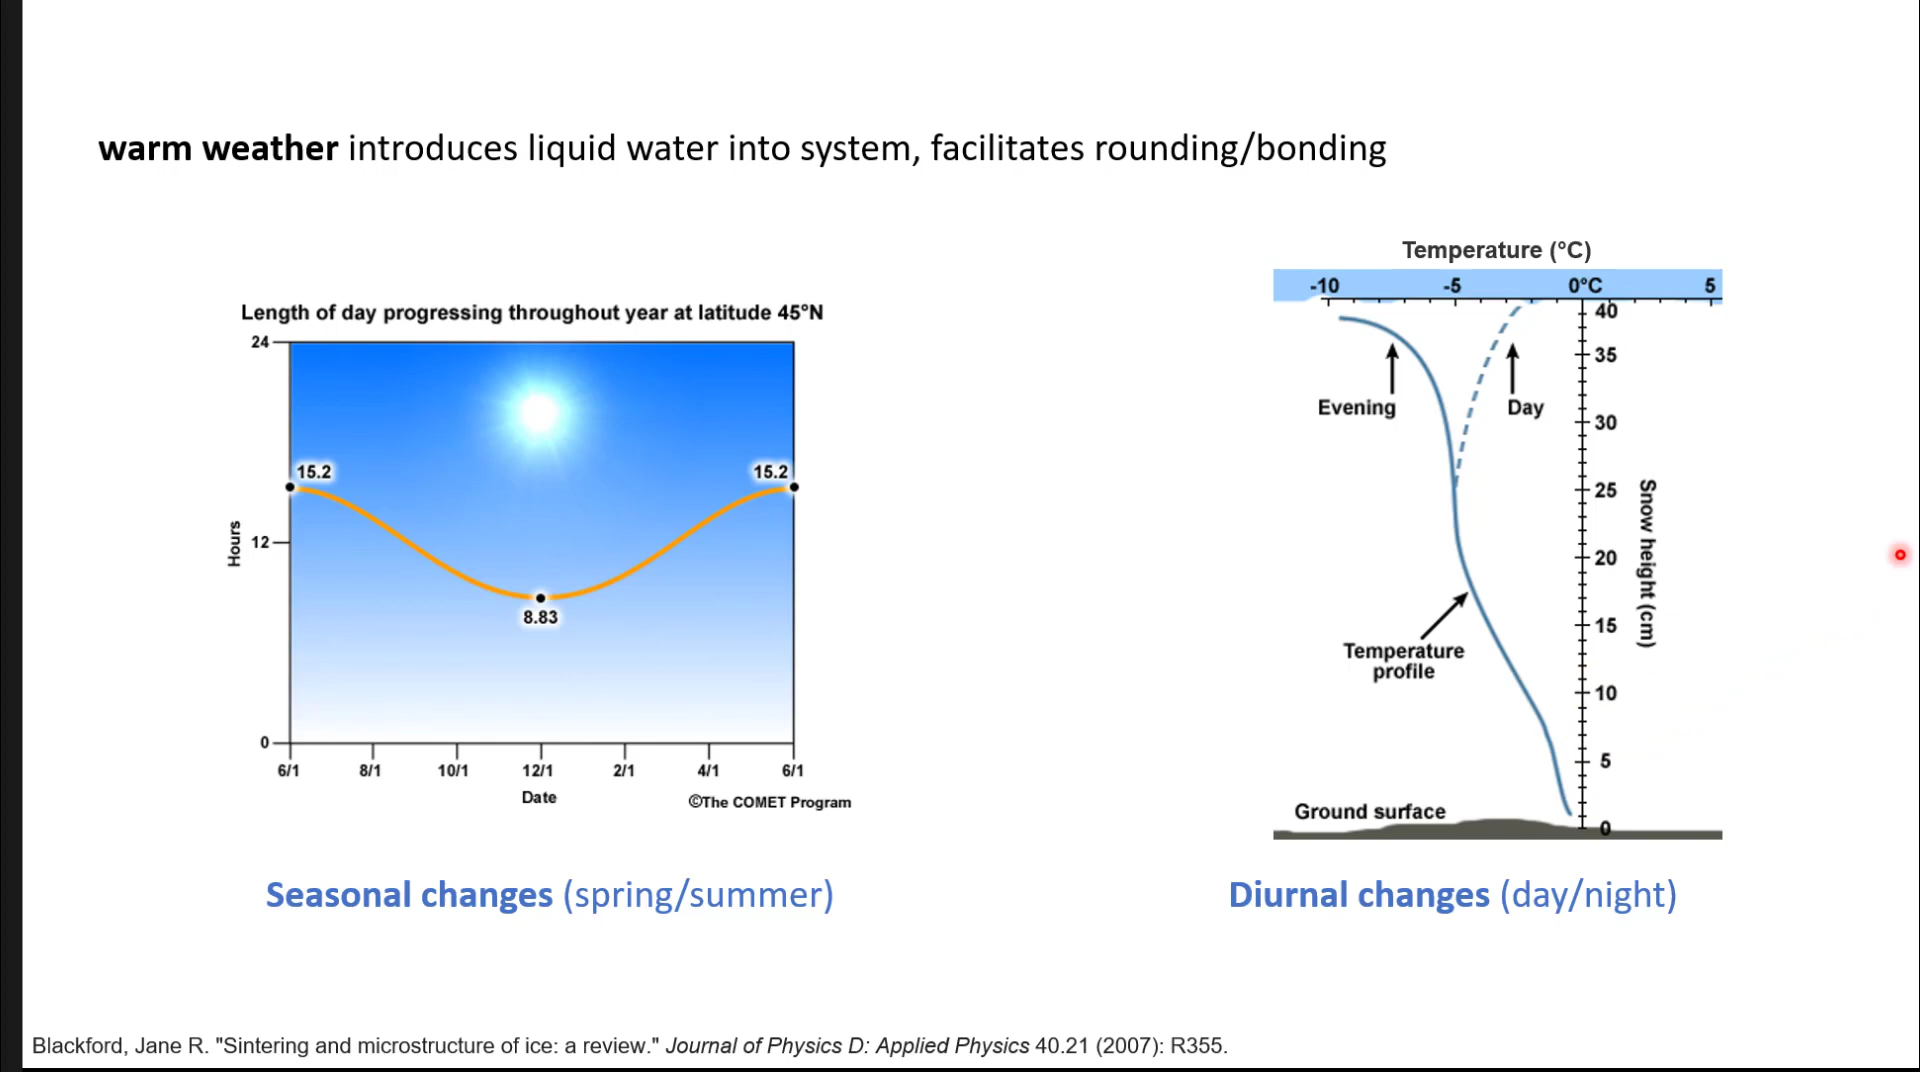 warm weather introduces liquid water into system, facilitates rounding/bonding
Length of day progressing throughout year at latitude 45°N
24
15.2
15.2
Hours
12
8.83
0
6/1
8/1
10/1
12/1
2/1
4/1
6/1
Date
©The COMET Program
Seasonal changes (spring/summer)
Temperature (°C)
-10
-5
0°C
5
40
35
Evening
Day
30
25
Snow height (cm)
20
15
Temperature
profile
10
5
Ground surface
0
Diurnal changes (day/night)
Blackford, Jane R. "Sintering and microstructure of ice: a review." Journal of Physics D: Applied Physics 40.21 (2007): R355.